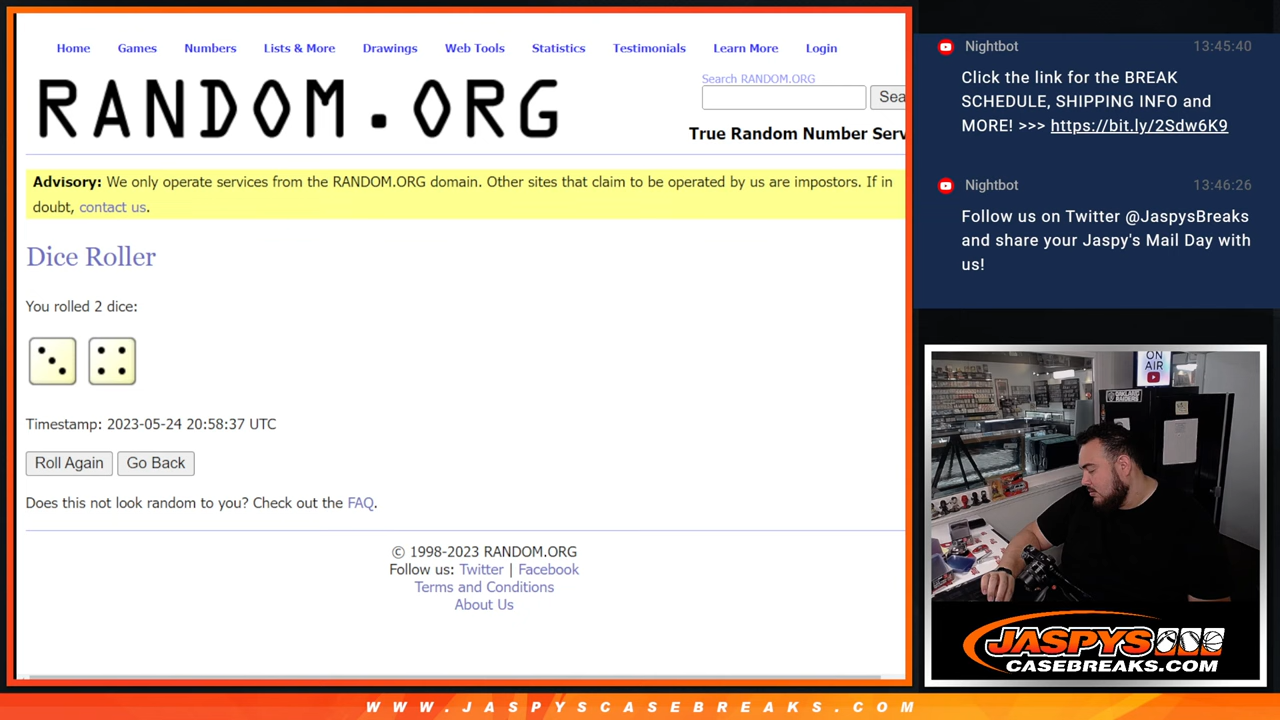 Home Games Numbers Lists & More Drawings Web Tools Statistics Testimonials Learn More Login
RANDOM.ORG
Search RANDOM.ORG
Sea
True Random Number Serv
Advisory: We only operate services from the RANDOM.ORG domain. Other sites that claim to be operated by us are impostors. If in
doubt, contact us.
Dice Roller
You rolled 2 dice:
Timestamp: 2023-05-24 20:58:37 UTC
Roll Again Go Back
Does this not look random to you? Check out the FAQ.
© 1998-2023 RANDOM.ORG
Follow us: Twitter | Facebook
Terms and Conditions
About Us
Nightbot 13:45:40
Click the link for the BREAK
SCHEDULE, SHIPPING INFO and
MORE! >>> https://bit.ly/2Sdw6K9
Nightbot 13:46:26
Follow us on Twitter @JaspysBreaks
and share your Jaspy's Mail Day with
us!
ON
AIR
OAKLAND
RAIDERS
JASPYS
CASEBREAKS.COM
WWW.JASPYSCASEBREAKS.COM